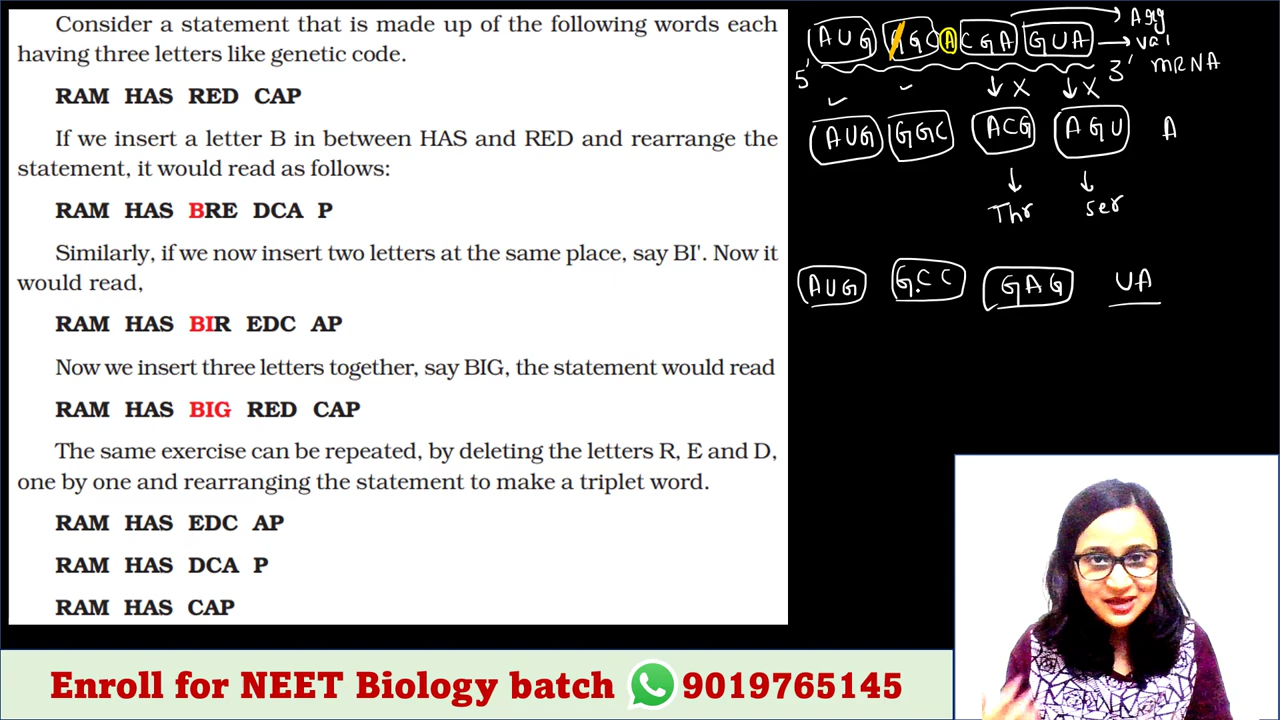 Consider a statement that is made up of the following words each
having three letters like genetic code.
RAM HAS RED CAP
If we insert a letter B in between HAS and RED and rearrange the
statement, it would read as follows:
RAM HAS BRE DCA P
Similarly, if we now insert two letters at the same place, say BI'. Now it
would read,
RAM HAS BIR EDC AP
Now we insert three letters together, say BIG, the statement would read
RAM HAS BIG RED CAP
The same exercise can be repeated, by deleting the letters R, E and D,
one by one and rearranging the statement to make a triplet word.
RAM HAS EDC AP
RAM HAS DCA P
RAM HAS CAP
Arg
AUG GGC A CGA GUA Val
5' 3' mRNA
X X
AUG GGC ACG AGU A
Thr Ser
AUG GCC GAG UA
Enroll for NEET Biology batch 9019765145